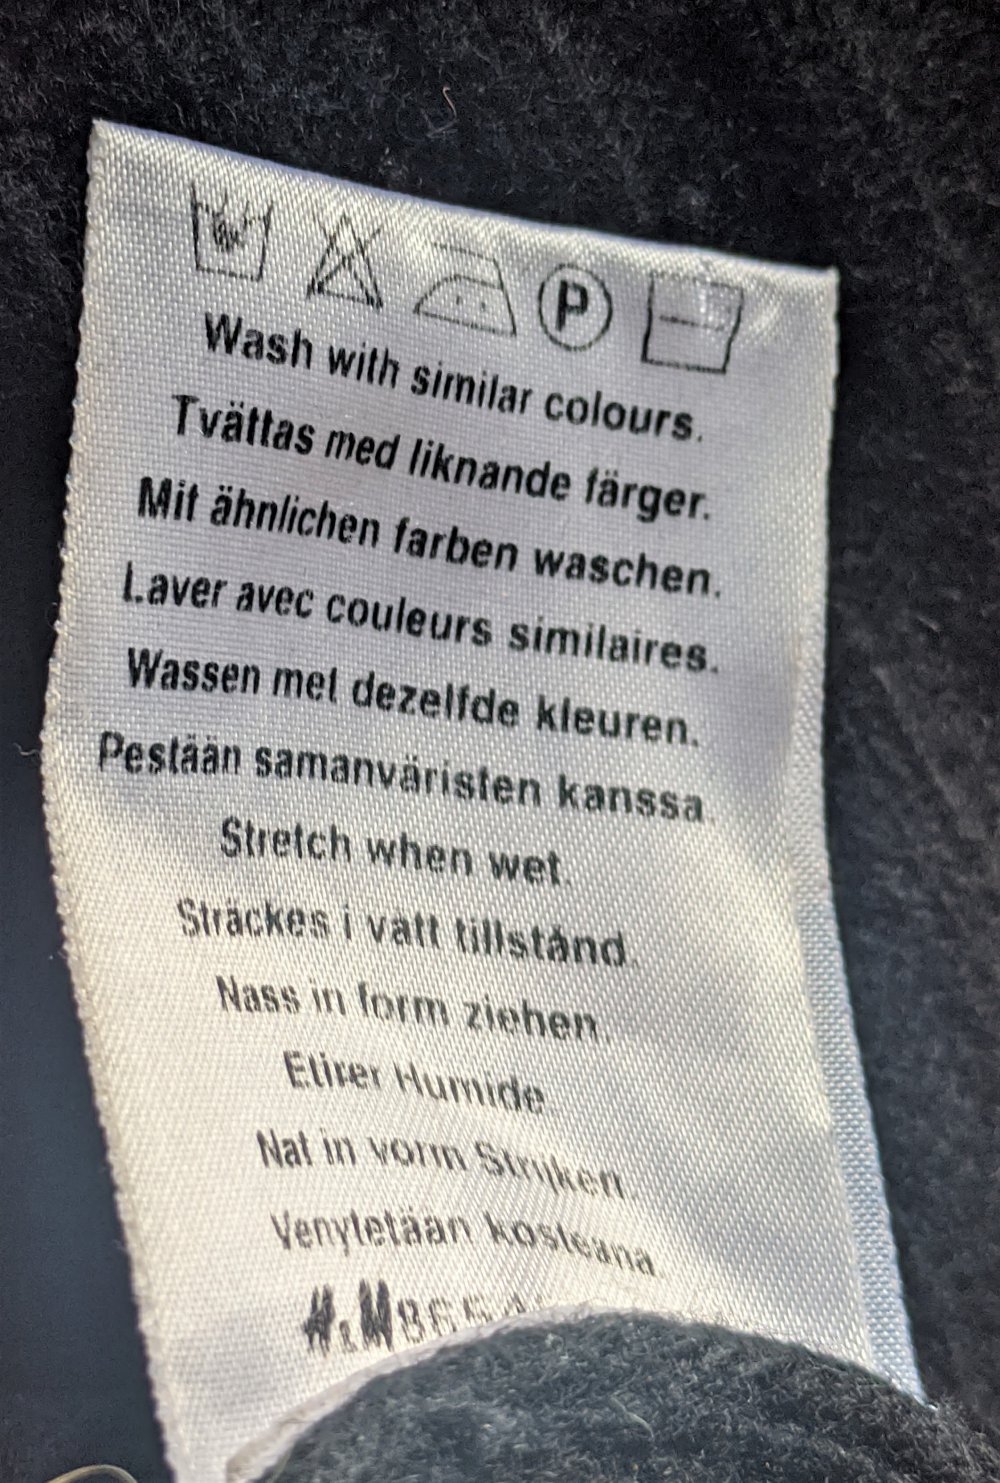 P
Wash with similar colours.
Tvättas med liknande färger.
Mit ähnlichen farben waschen.
Laver avec couleurs similaires.
Wassen met dezelfde kleuren.
Pestään samanväristen kanssa
Stretch when wet.
Sträckes i vått tillstånd.
Nass in form ziehen.
Etirer Humide.
Nat in vorm Strijken.
Venytetään kosteana.
H&M